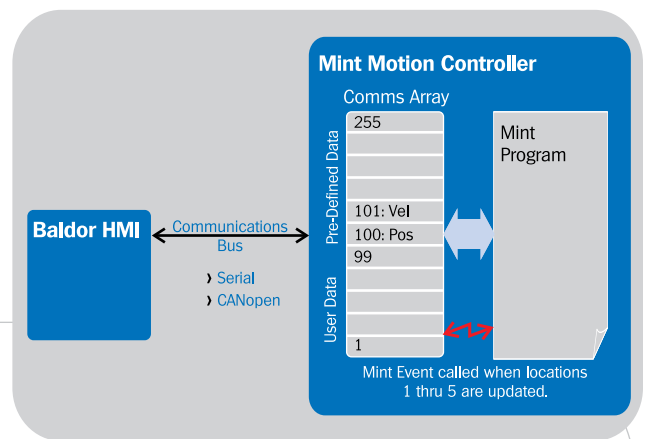 Mint Motion Controller
Comms Array
255
Pre-Defined Data
101: Vel
100: Pos
99
User Data
1
Mint
Program
Baldor HMI
Communications
Bus
› Serial
› CANopen
Mint Event called when locations
1 thru 5 are updated.